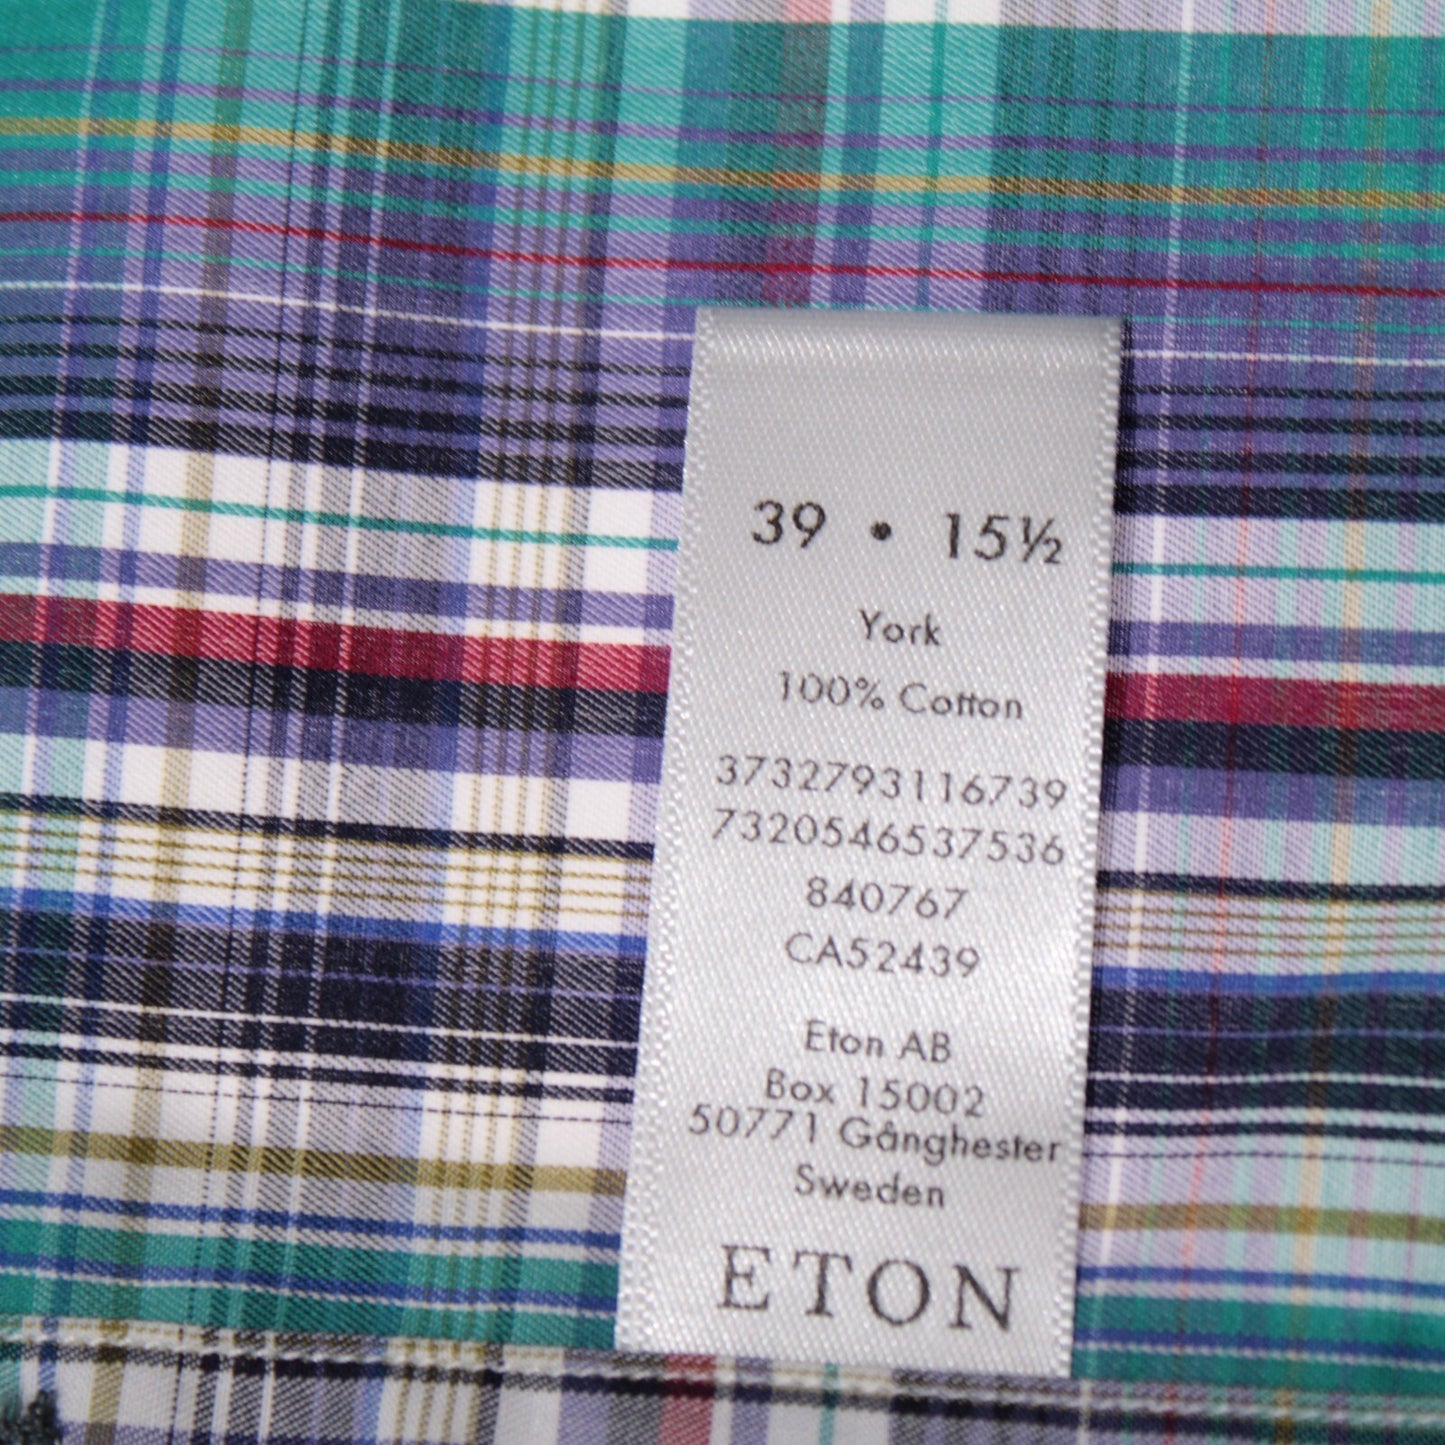 39 • 15½
York
100% Cotton
3732793116739
7320546537536
840767
CA52439
Eton AB
Box 15002
50771 Gånghester
Sweden
ETON